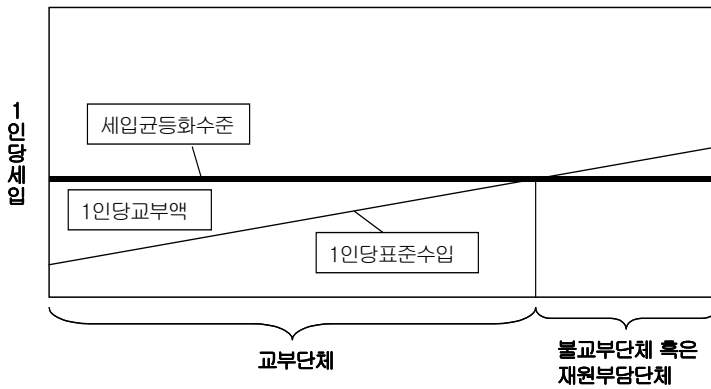 1인당세입
세입균등화수준
1인당교부액
1인당표준수입
교부단체
불교부단체 혹은
재원부담단체